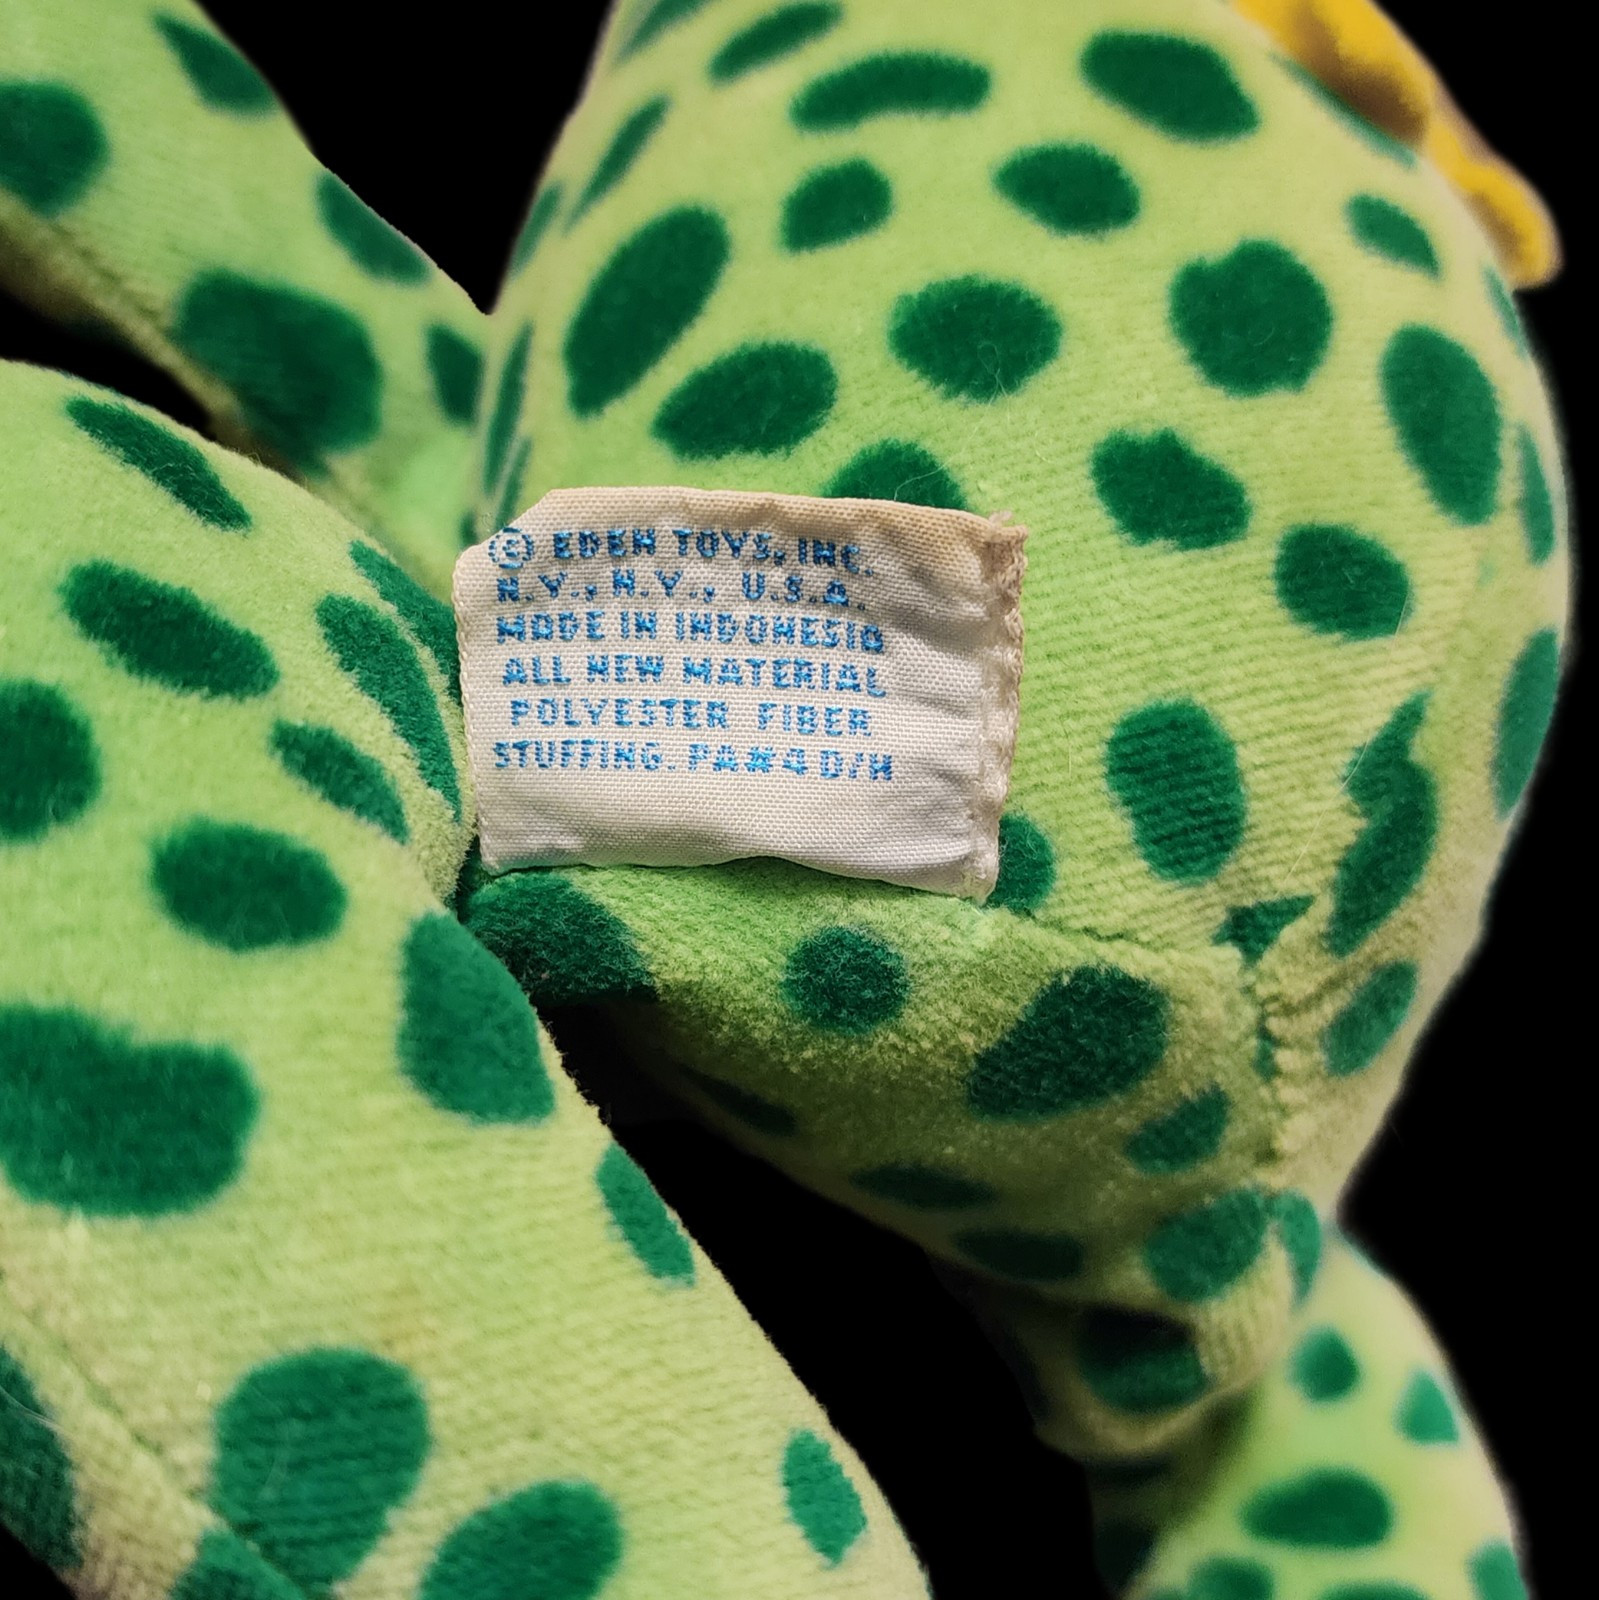 © EDEN TOYS, INC.
N.Y., N.Y., U.S.A.
MADE IN INDONESIA
ALL NEW MATERIAL
POLYESTER FIBER
STUFFING. PA#4 D/H